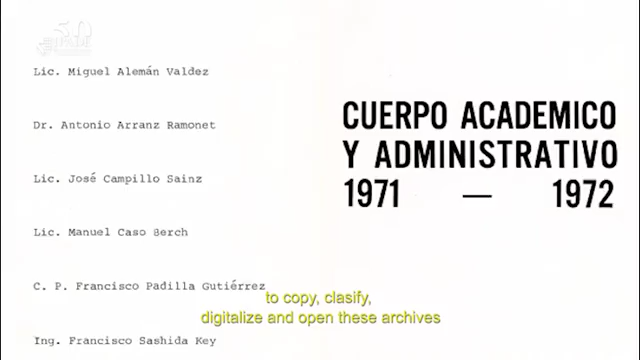 50
Lic. Miguel Alemán Valdez
Dr. Antonio Arranz Ramonet
Lic. José Campillo Sainz
Lic. Manuel Caso Berch
C. P. Francisco Padilla Gutiérrez
Ing. Francisco Sashida Key
CUERPO ACADEMICO
Y ADMINISTRATIVO
1971 — 1972
to copy, clasify,
digitalize and open these archives